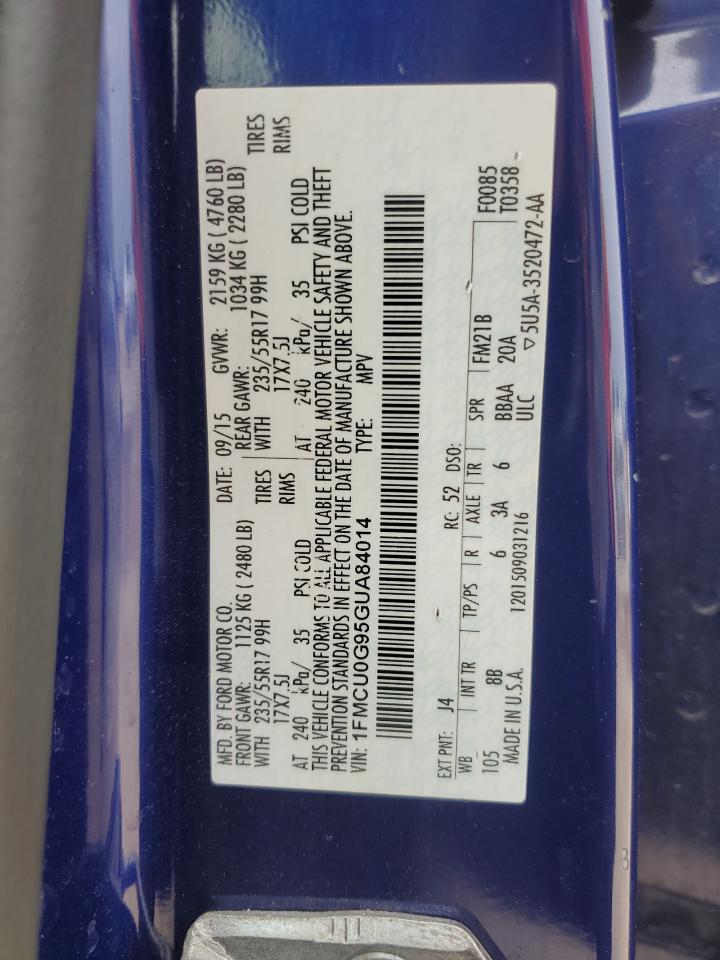 MFD. BY FORD MOTOR CO. DATE: 09/15 GVWR: 2159 KG ( 4760 LB)
FRONT GAWR: 1125 KG ( 2480 LB) REAR GAWR: 1034 KG ( 2280 LB)
WITH 235/55R17 99H TIRES WITH 235/55R17 99H TIRES
17X7.5J RIMS 17X7.5J RIMS
AT 240 kPa/ 35 PSI COLD AT 240 kPa/ 35 PSI COLD
THIS VEHICLE CONFORMS TO ALL APPLICABLE FEDERAL MOTOR VEHICLE SAFETY AND THEFT
PREVENTION STANDARDS IN EFFECT ON THE DATE OF MANUFACTURE SHOWN ABOVE.
VIN: 1FMCU0G95GUA84014 TYPE: MPV
EXT PNT: J4 RC: 52 DSO:
WB INT TR TP/PS R AXLE TR SPR FM21B F0085
105 8B 6 3A 6 BBAA 20A T0358
MADE IN U.S.A. 1201509031216 ULC ▽5U5A-3520472-AA